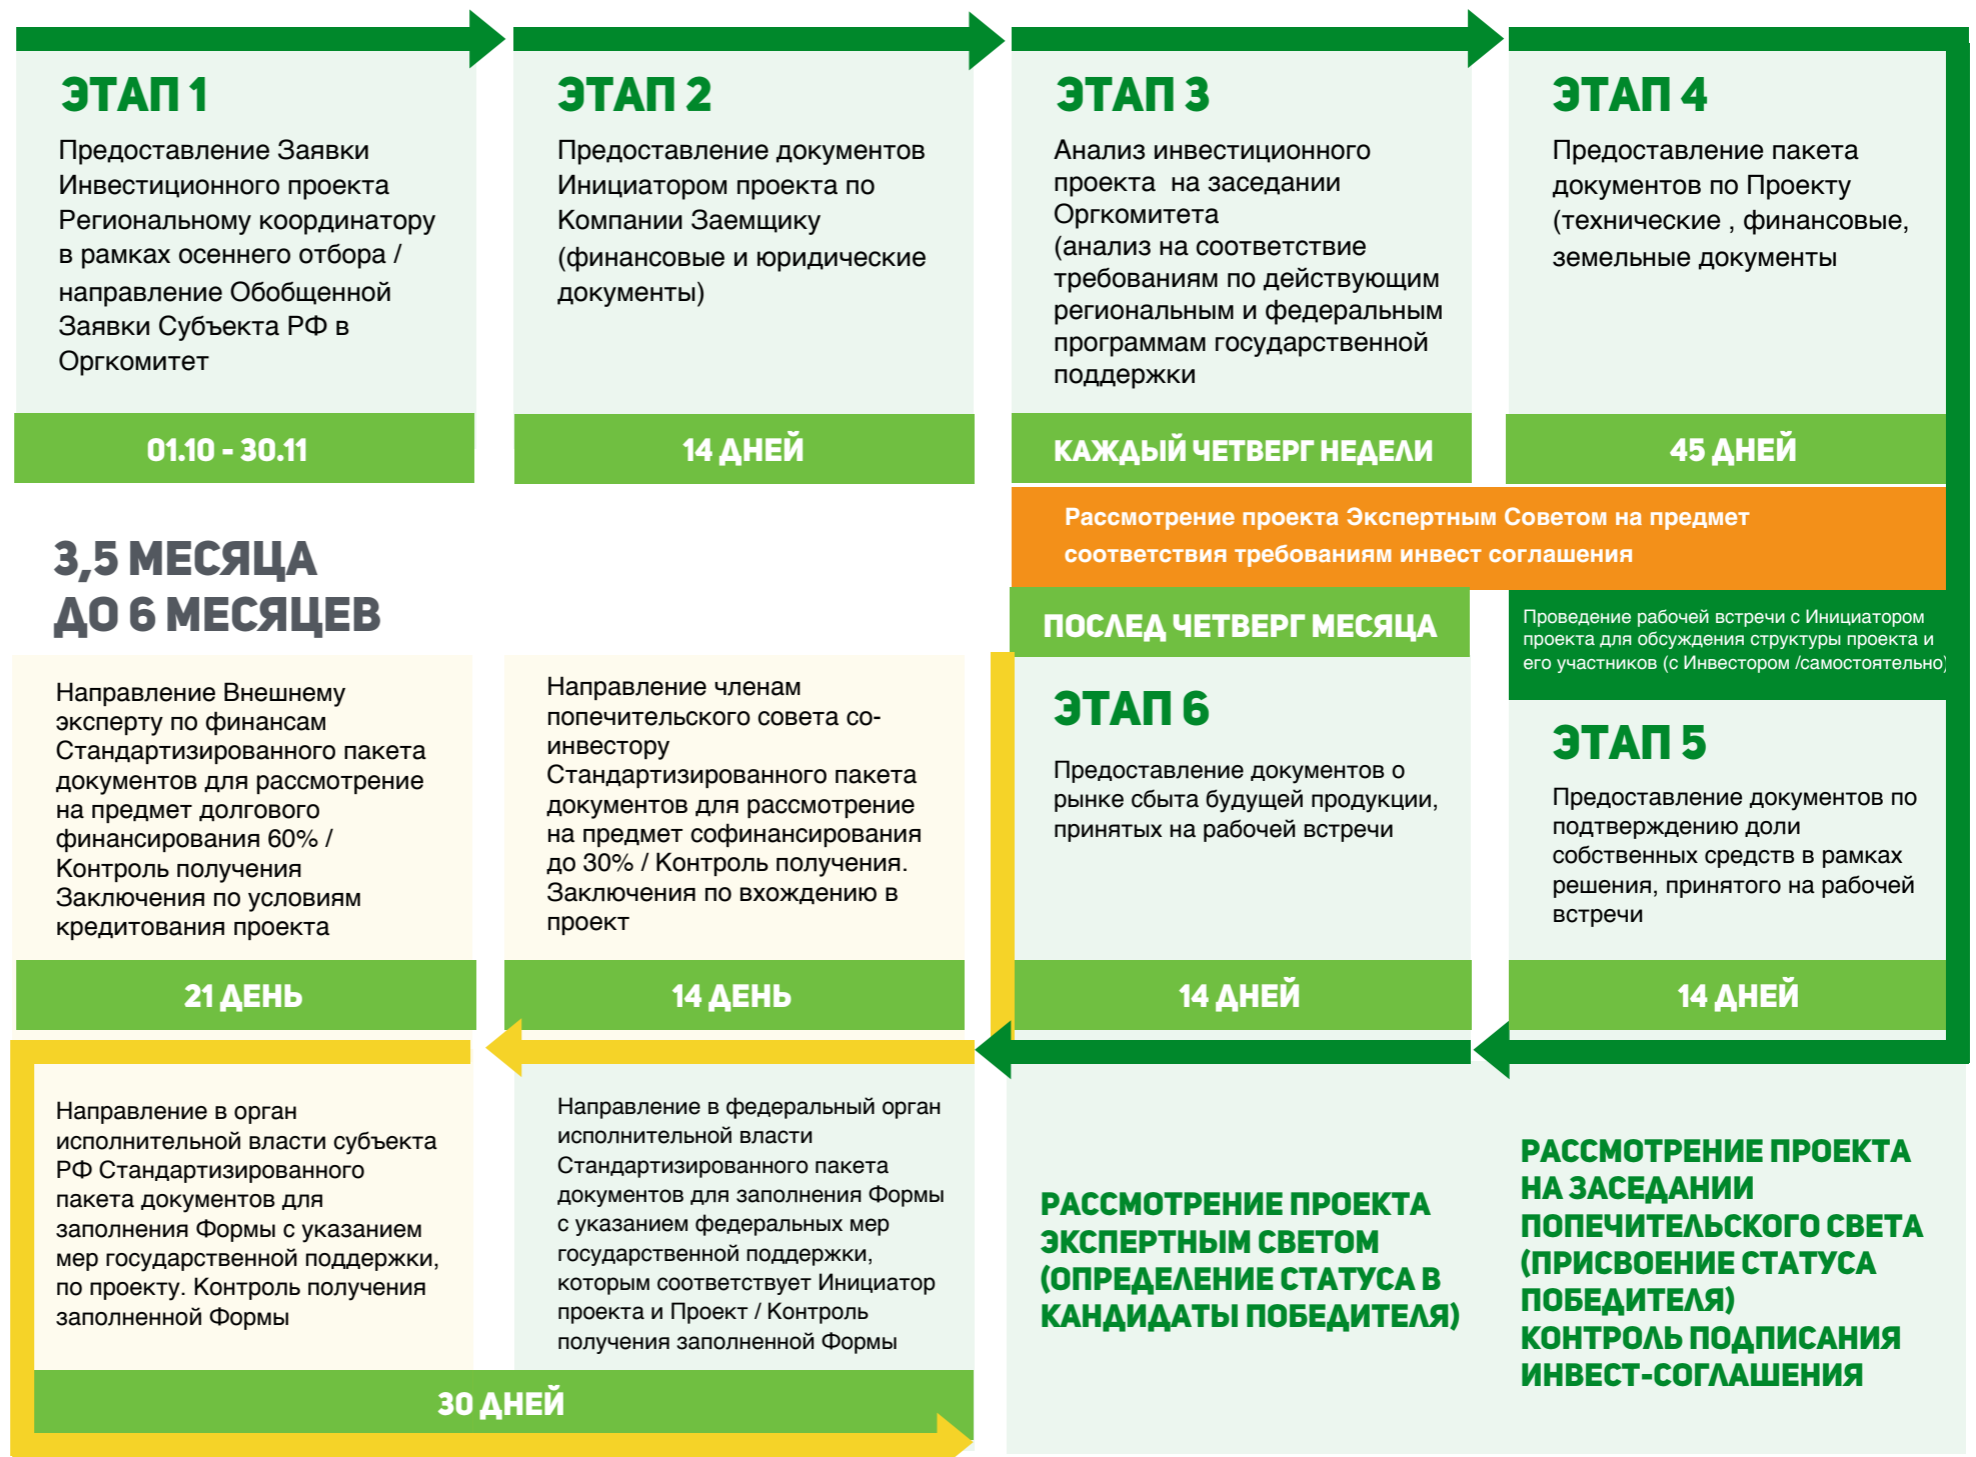 ЭТАП 1
Предоставление Заявки
Инвестиционного проекта
Региональному координатору
в рамках осеннего отбора /
направление Обобщенной
Заявки Субъекта РФ в
Оргкомитет
01.10 - 30.11
ЭТАП 2
Предоставление документов
Инициатором проекта по
Компании Заемщику
(финансовые и юридические
документы)
14 ДНЕЙ
ЭТАП 3
Анализ инвестиционного
проекта на заседании
Оргкомитета
(анализ на соответствие
требованиям по действующим
региональным и федеральным
программам государственной
поддержки
КАЖДЫЙ ЧЕТВЕРГ НЕДЕЛИ
ЭТАП 4
Предоставление пакета
документов по Проекту
(технические , финансовые,
земельные документы
45 ДНЕЙ
Рассмотрение проекта Экспертным Советом на предмет
соответствия требованиям инвест соглашения
3,5 МЕСЯЦА
ДО 6 МЕСЯЦЕВ
ПОСЛЕД ЧЕТВЕРГ МЕСЯЦА
Проведение рабочей встречи с Инициатором
проекта для обсуждения структуры проекта и
его участников (с Инвестором /самостоятельно)
ЭТАП 5
Предоставление документов по
подтверждению доли
собственных средств в рамках
решения, принятого на рабочей
встречи
14 ДНЕЙ
ЭТАП 6
Предоставление документов о
рынке сбыта будущей продукции,
принятых на рабочей встречи
14 ДНЕЙ
Направление членам
попечительского совета со-
инвестору
Стандартизированного пакета
документов для рассмотрение
на предмет софинансирования
до 30% / Контроль получения.
Заключения по вхождению в
проект
14 ДЕНЬ
Направление Внешнему
эксперту по финансам
Стандартизированного пакета
документов для рассмотрение
на предмет долгового
финансирования 60% /
Контроль получения
Заключения по условиям
кредитования проекта
21 ДЕНЬ
Направление в орган
исполнительной власти субъекта
РФ Стандартизированного
пакета документов для
заполнения Формы с указанием
мер государственной поддержки,
по проекту. Контроль получения
заполненной Формы
Направление в федеральный орган
исполнительной власти
Стандартизированного пакета
документов для заполнения Формы
с указанием федеральных мер
государственной поддержки,
которым соответствует Инициатор
проекта и Проект / Контроль
получения заполненной Формы
30 ДНЕЙ
РАССМОТРЕНИЕ ПРОЕКТА
ЭКСПЕРТНЫМ СВЕТОМ
(ОПРЕДЕЛЕНИЕ СТАТУСА В
КАНДИДАТЫ ПОБЕДИТЕЛЯ)
РАССМОТРЕНИЕ ПРОЕКТА
НА ЗАСЕДАНИИ
ПОПЕЧИТЕЛЬСКОГО СВЕТА
(ПРИСВОЕНИЕ СТАТУСА
ПОБЕДИТЕЛЯ)
КОНТРОЛЬ ПОДПИСАНИЯ
ИНВЕСТ-СОГЛАШЕНИЯ